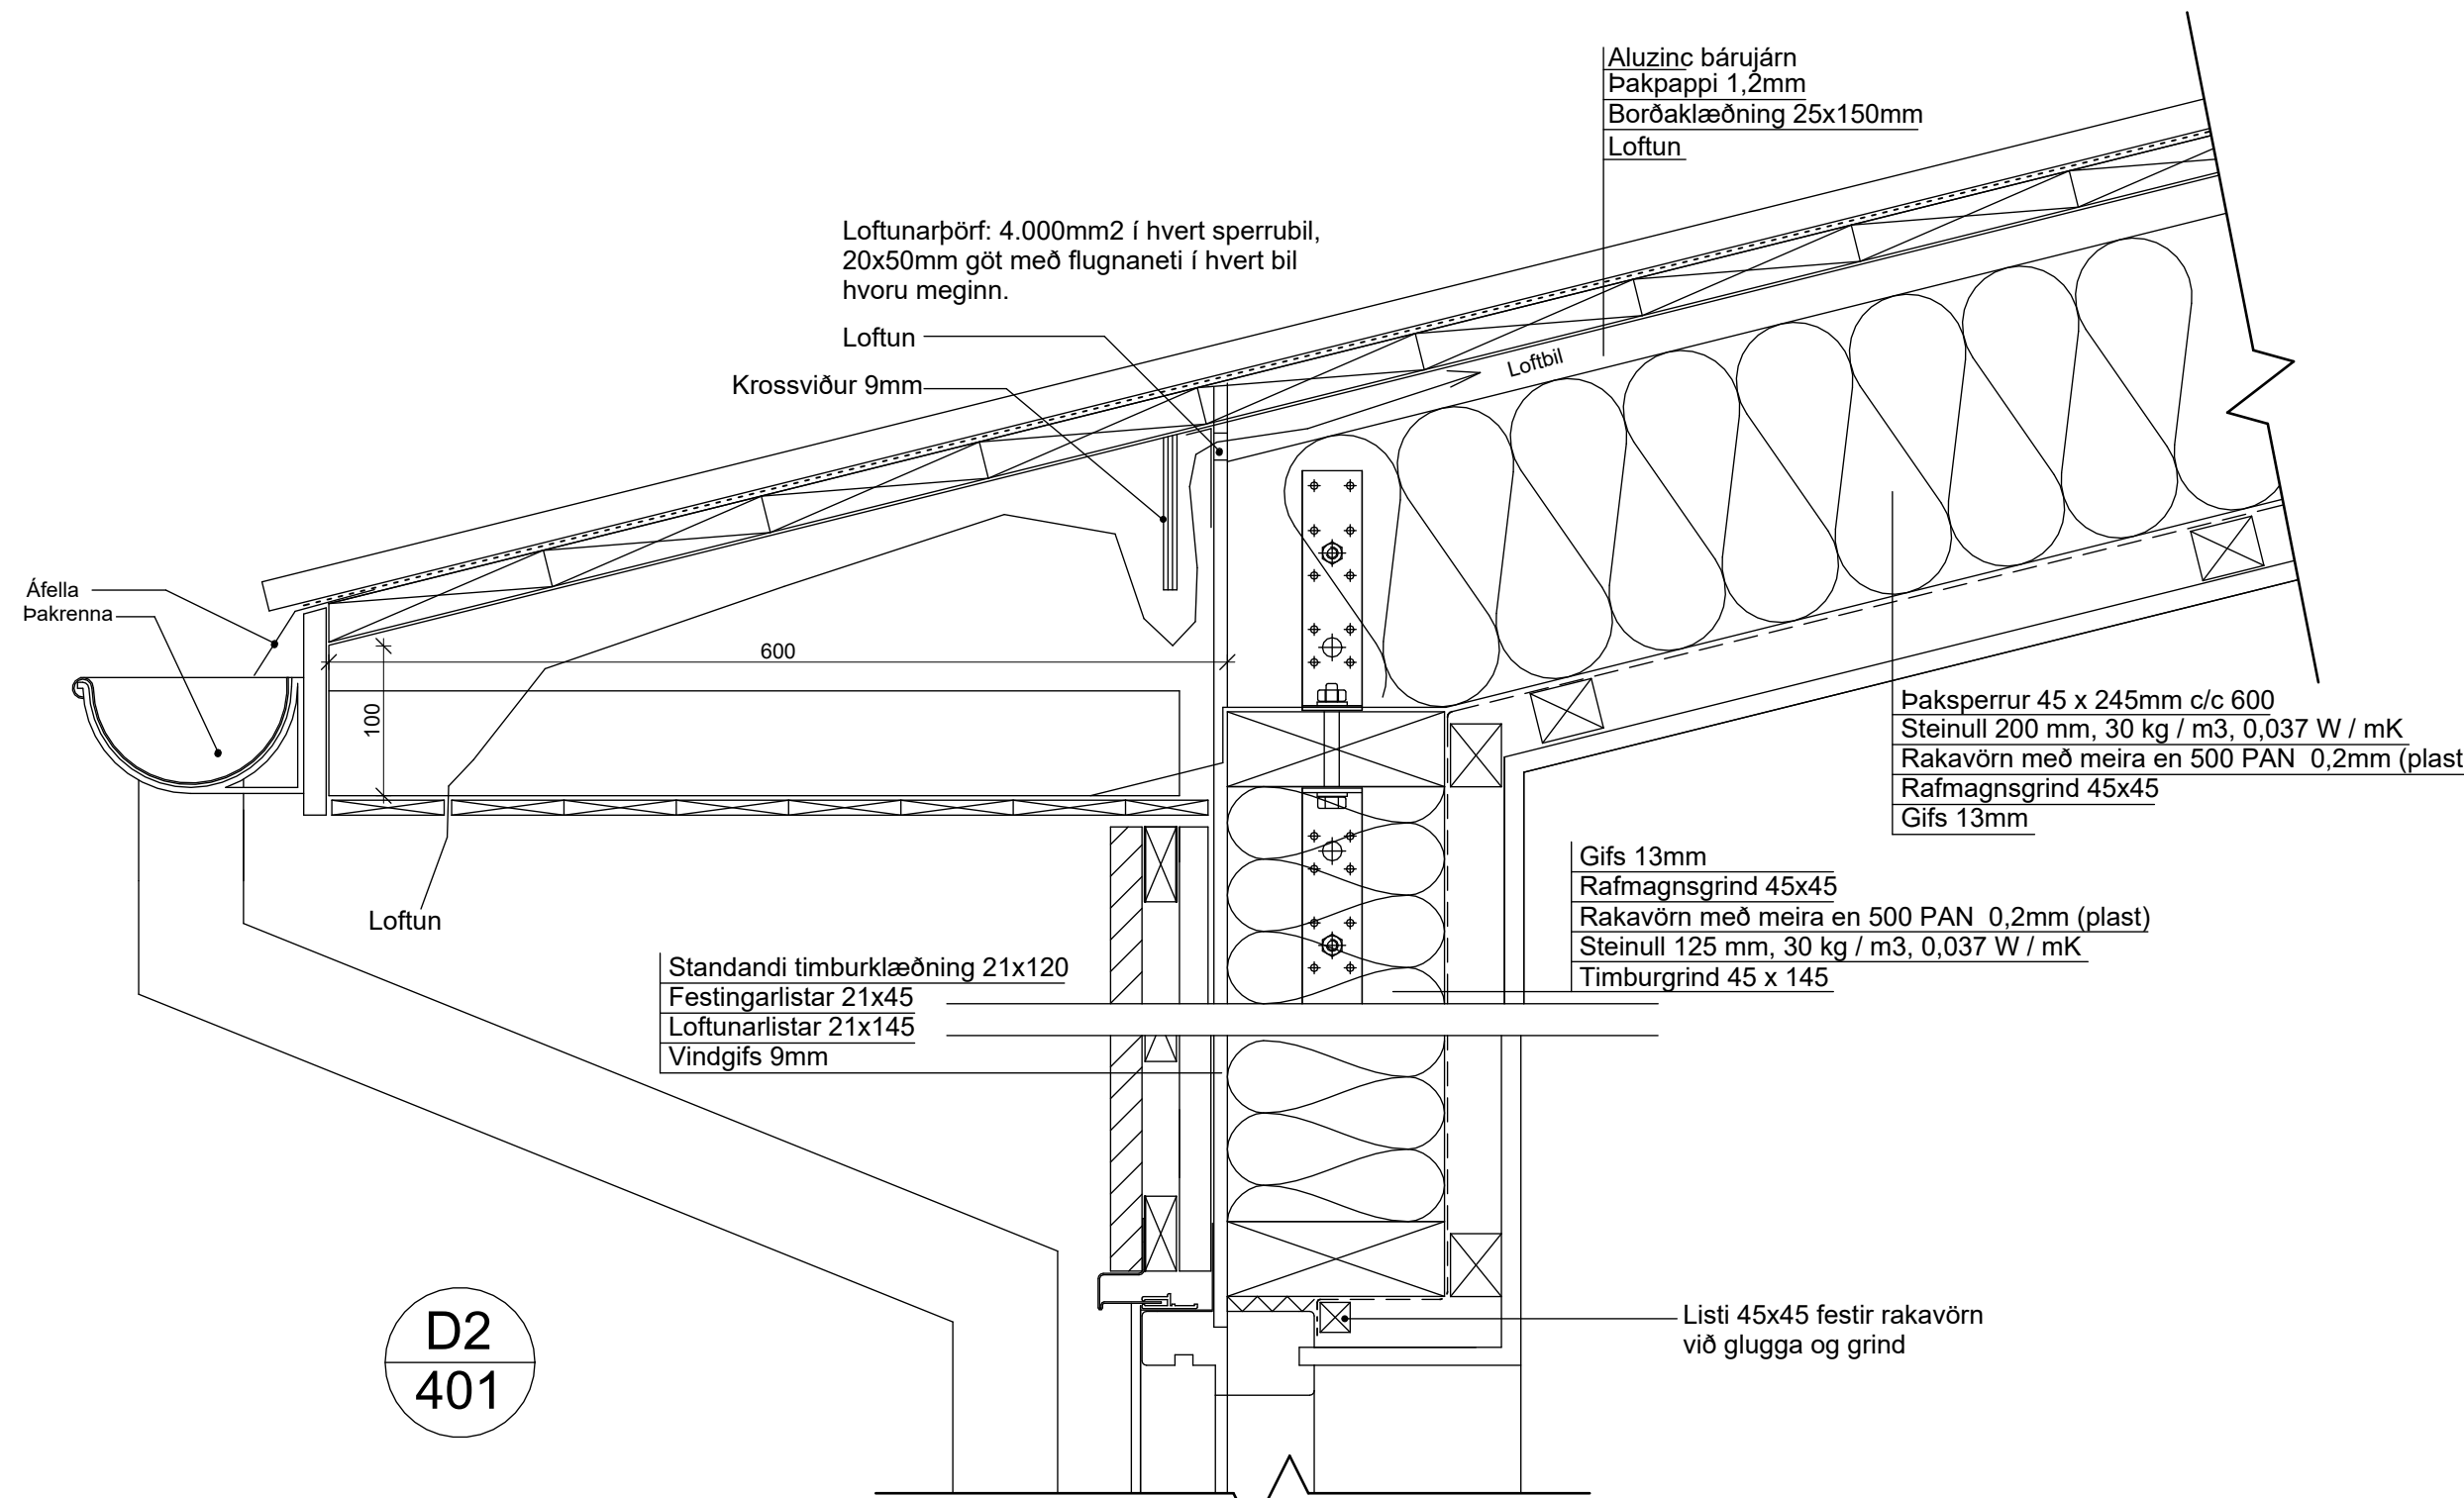 Aluzinc bárujárn
Þakpappi 1,2mm
Borðaklæðning 25x150mm
Loftun
Loftunarþörf: 4.000mm2 í hvert sperrubil,
20x50mm göt með flugnaneti í hvert bil
hvoru meginn.
Loftun
Krossviður 9mm
Loftbil
Áfella
Þakrenna
600
100
Þaksperrur 45 x 245mm c/c 600
Steinull 200 mm, 30 kg / m3, 0,037 W / mK
Rakavörn með meira en 500 PAN 0,2mm (plast
Rafmagnsgrind 45x45
Gifs 13mm
Gifs 13mm
Rafmagnsgrind 45x45
Rakavörn með meira en 500 PAN 0,2mm (plast)
Steinull 125 mm, 30 kg / m3, 0,037 W / mK
Timburgrind 45 x 145
Loftun
Standandi timburklæðning 21x120
Festingarlistar 21x45
Loftunarlistar 21x145
Vindgifs 9mm
Listi 45x45 festir rakavörn
við glugga og grind
D2
401